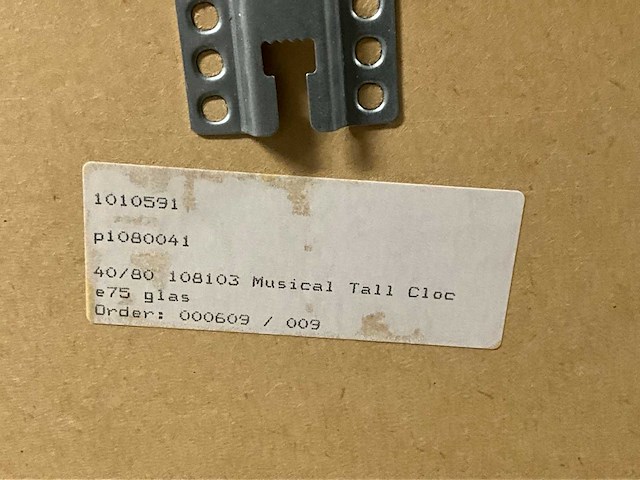 1010591
p1080041
40/80 108103 Musical Tall Cloc
e75 glas
Order: 000609 / 009